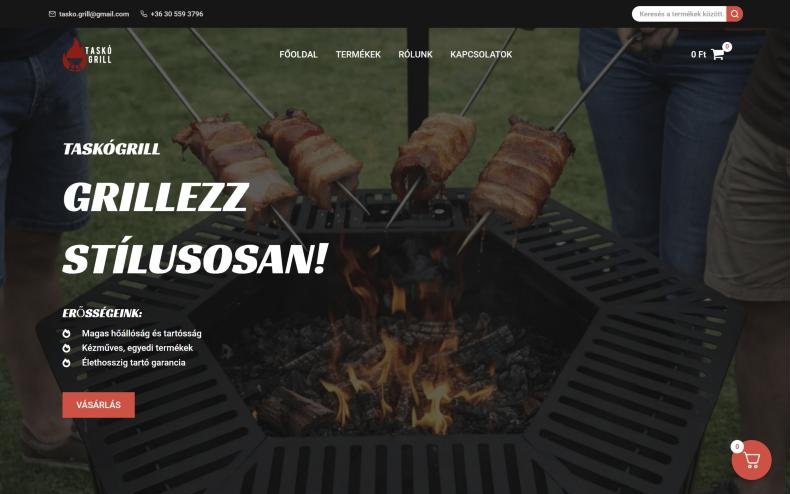 tasko.grill@gmail.com
+36 30 559 3796
Keresés a termékek között.
TASKÓ
GRILL
FŐOLDAL
TERMÉKEK
RÓLUNK
KAPCSOLATOK
0 Ft
0
TASKÓGRILL
GRILLEZZ
STÍLUSOSAN!
ERŐSSÉGEINK:
Magas hőállóság és tartósság
Kézműves, egyedi termékek
Élethosszig tartó garancia
VÁSÁRLÁS
0